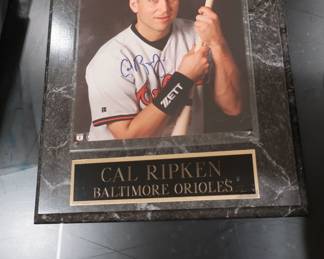 ZETT
CAL RIPKEN
BALTIMORE ORIOLES